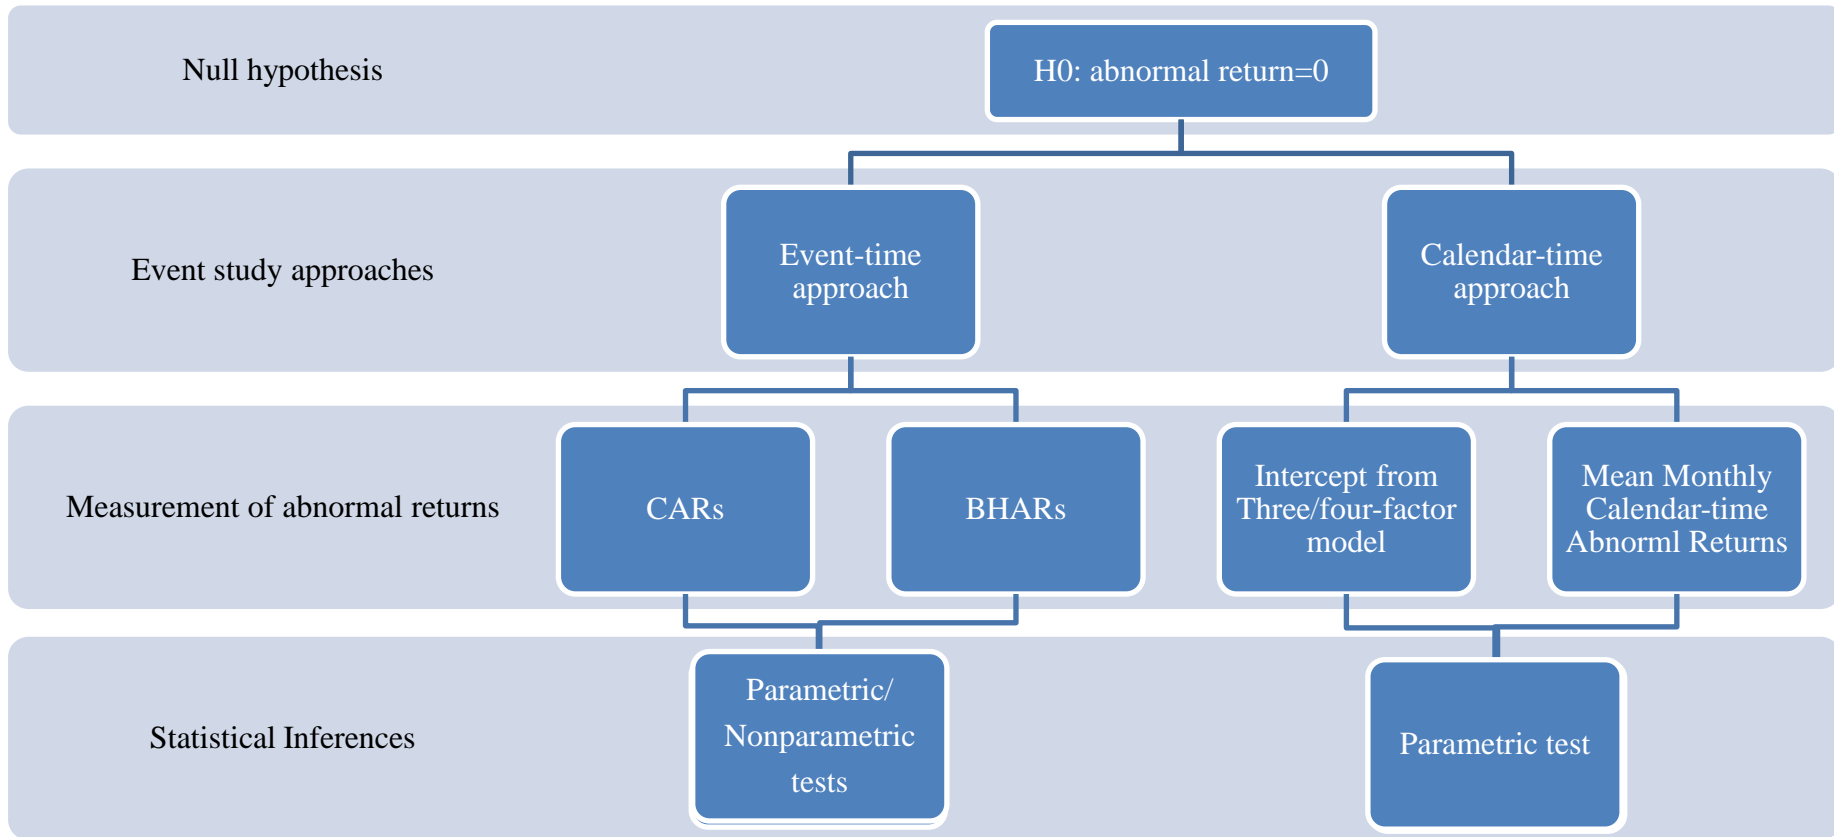 Null hypothesis
H0: abnormal return=0
Event study approaches
Event-time
approach
Calendar-time
approach
Measurement of abnormal returns
CARs
BHARs
Intercept from
Three/four-factor
model
Mean Monthly
Calendar-time
Abnorml Returns
Statistical Inferences
Parametric/
Nonparametric
tests
Parametric test